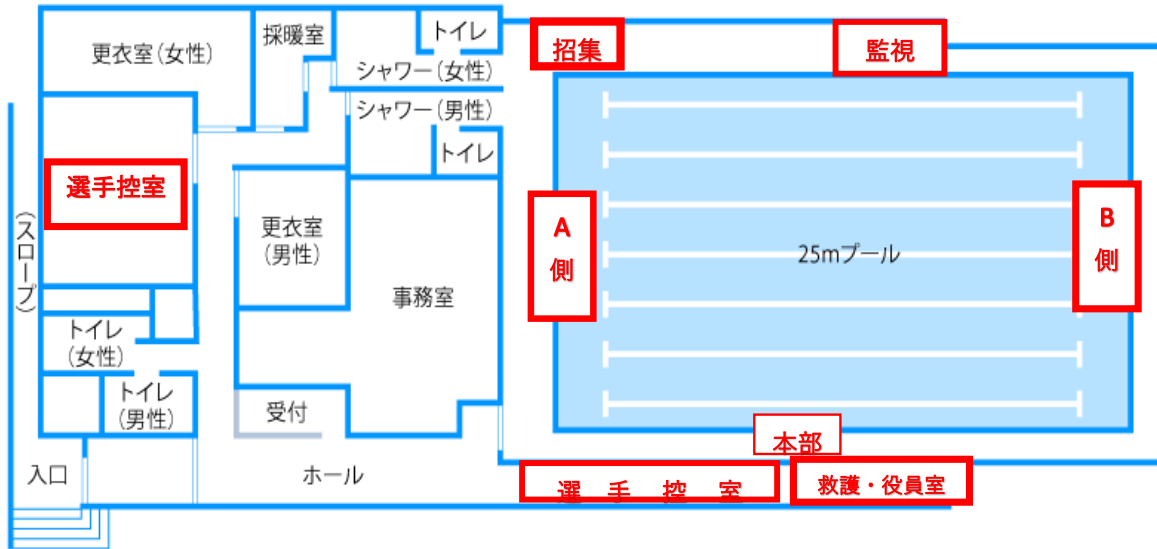 トイレ
採暖室
更衣室(女性)
招集
監視
シャワー(女性)
シャワー(男性)
トイレ
選手控室
更衣室
(男性)
A
側
B
側
25mプール
(スロープ)
事務室
トイレ
(女性)
トイレ
(男性)
受付
本部
入口
ホール
選 手 控 室
救護・役員室